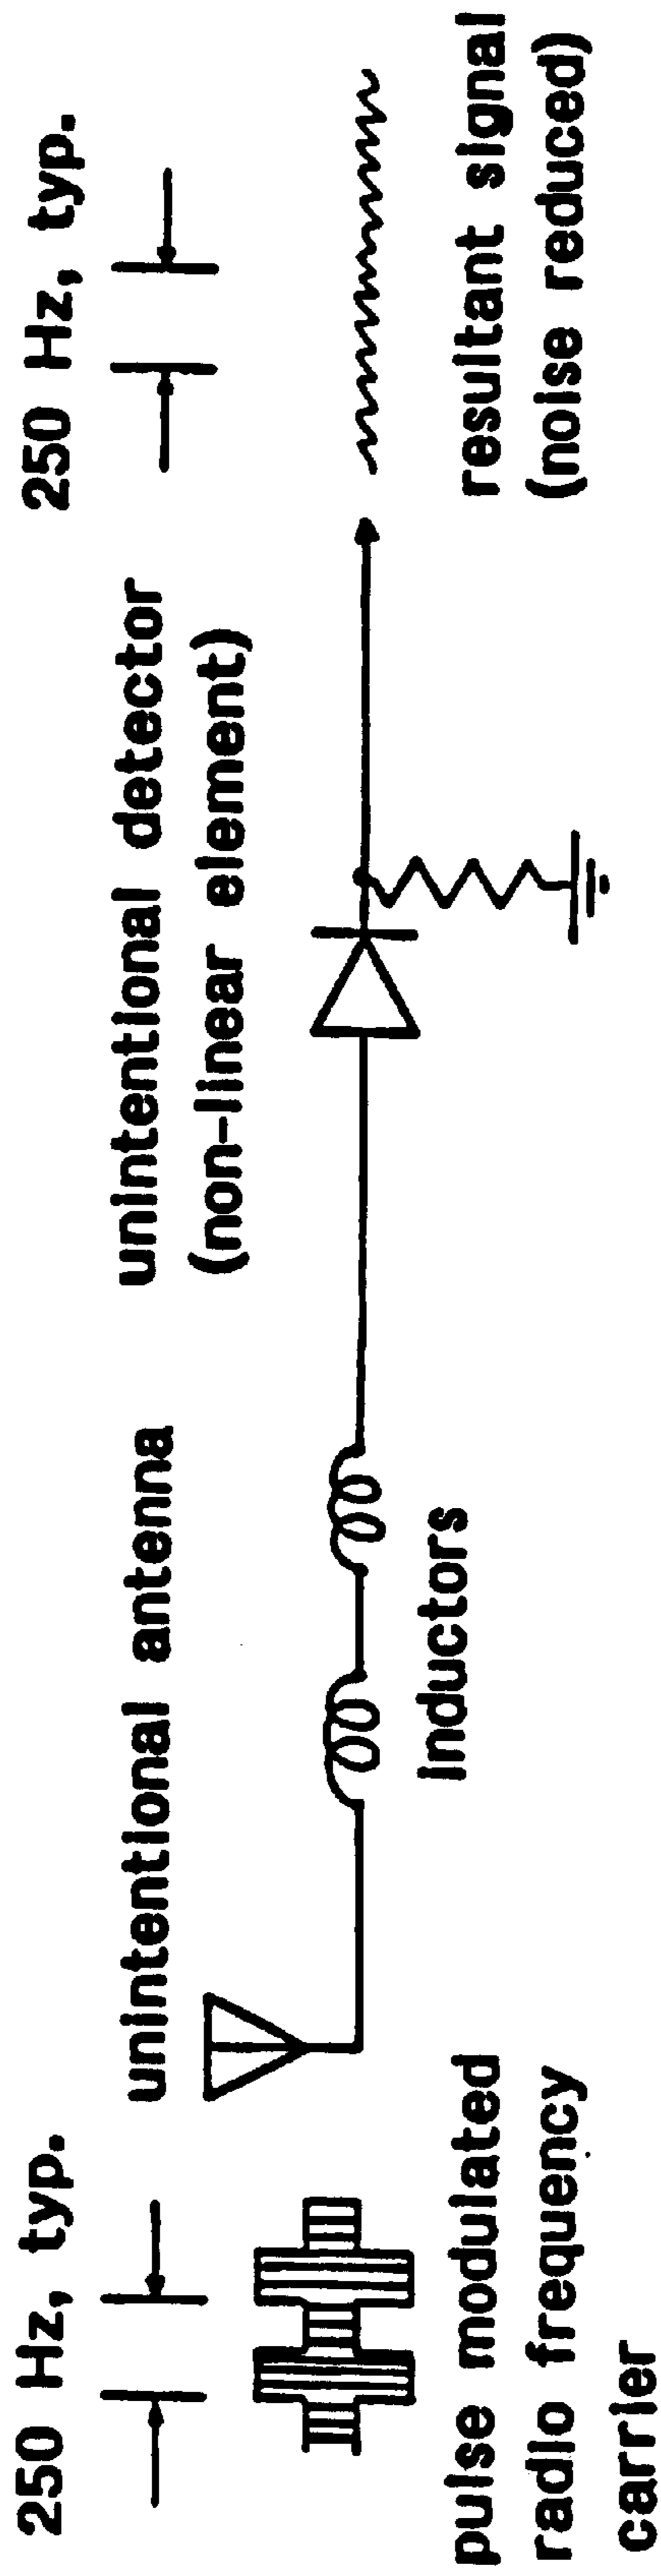 250 Hz, typ.
pulse modulated
radio frequency
carrier
unintentional antenna
inductors
unintentional detector
(non-linear element)
250 Hz, typ.
resultant signal
(noise reduced)